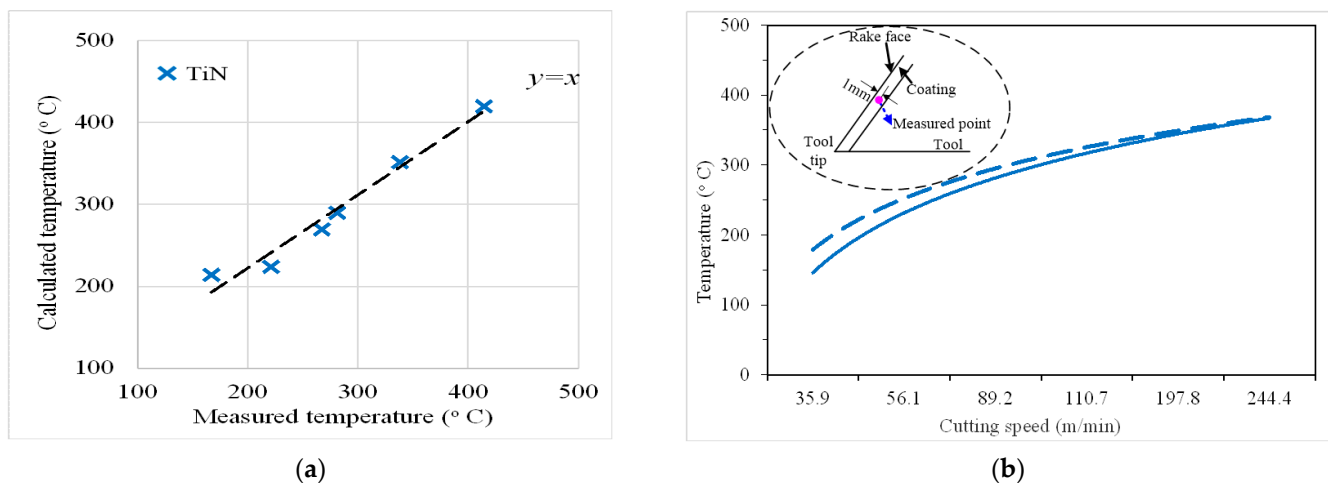 500
400
300
200
100
Calculated temperature (° C)
TiN
y=x
100 200 300 400 500
Measured temperature (° C)
(a)
500
400
300
200
100
0
Temperature (° C)
Rake face
Coating
1mm
Measured point
Tool
tip
Tool
35.9 56.1 89.2 110.7 197.8 244.4
Cutting speed (m/min)
(b)